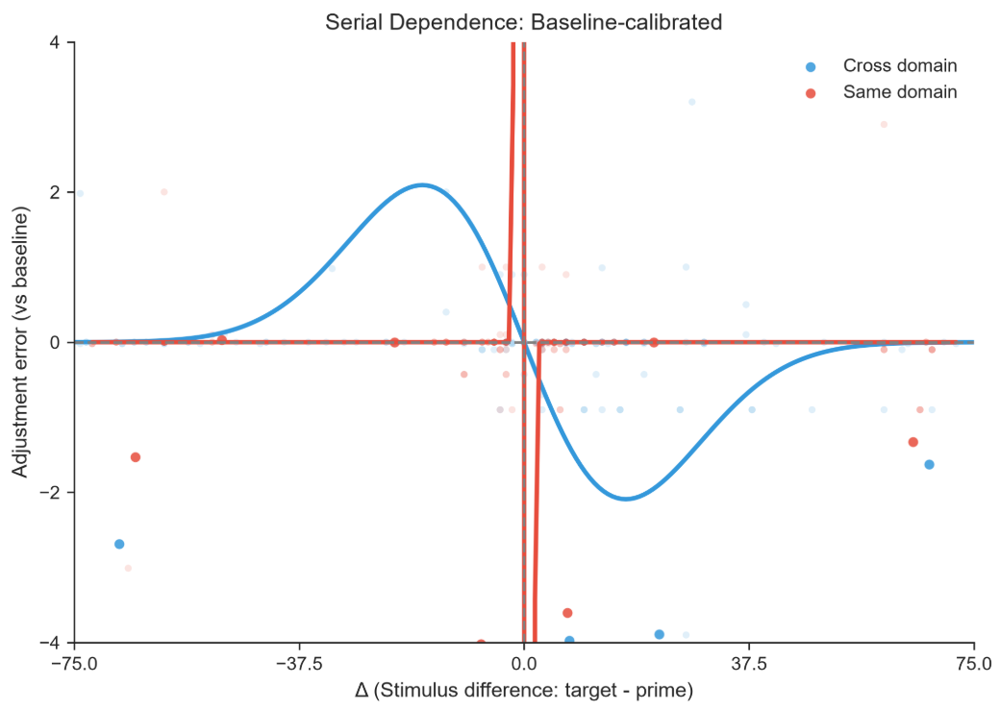 Serial Dependence: Baseline-calibrated
Cross domain
Same domain
Adjustment error (vs baseline)
4
2
0
−2
−4
−75.0
−37.5
0.0
37.5
75.0
Δ (Stimulus difference: target - prime)